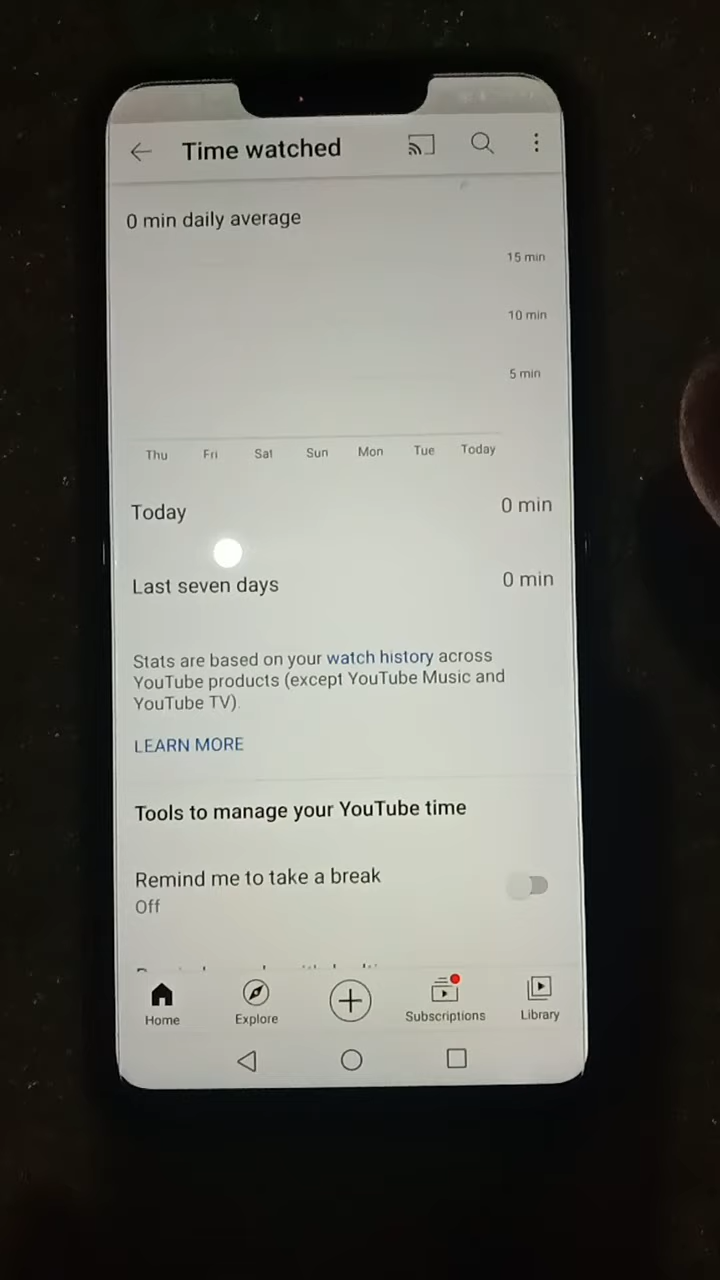 Time watched
0 min daily average
15 min
10 min
5 min
Thu Fri Sat Sun Mon Tue Today
Today 0 min
Last seven days 0 min
Stats are based on your watch history across
YouTube products (except YouTube Music and
YouTube TV).
LEARN MORE
Tools to manage your YouTube time
Remind me to take a break
Off
Home Explore Subscriptions Library